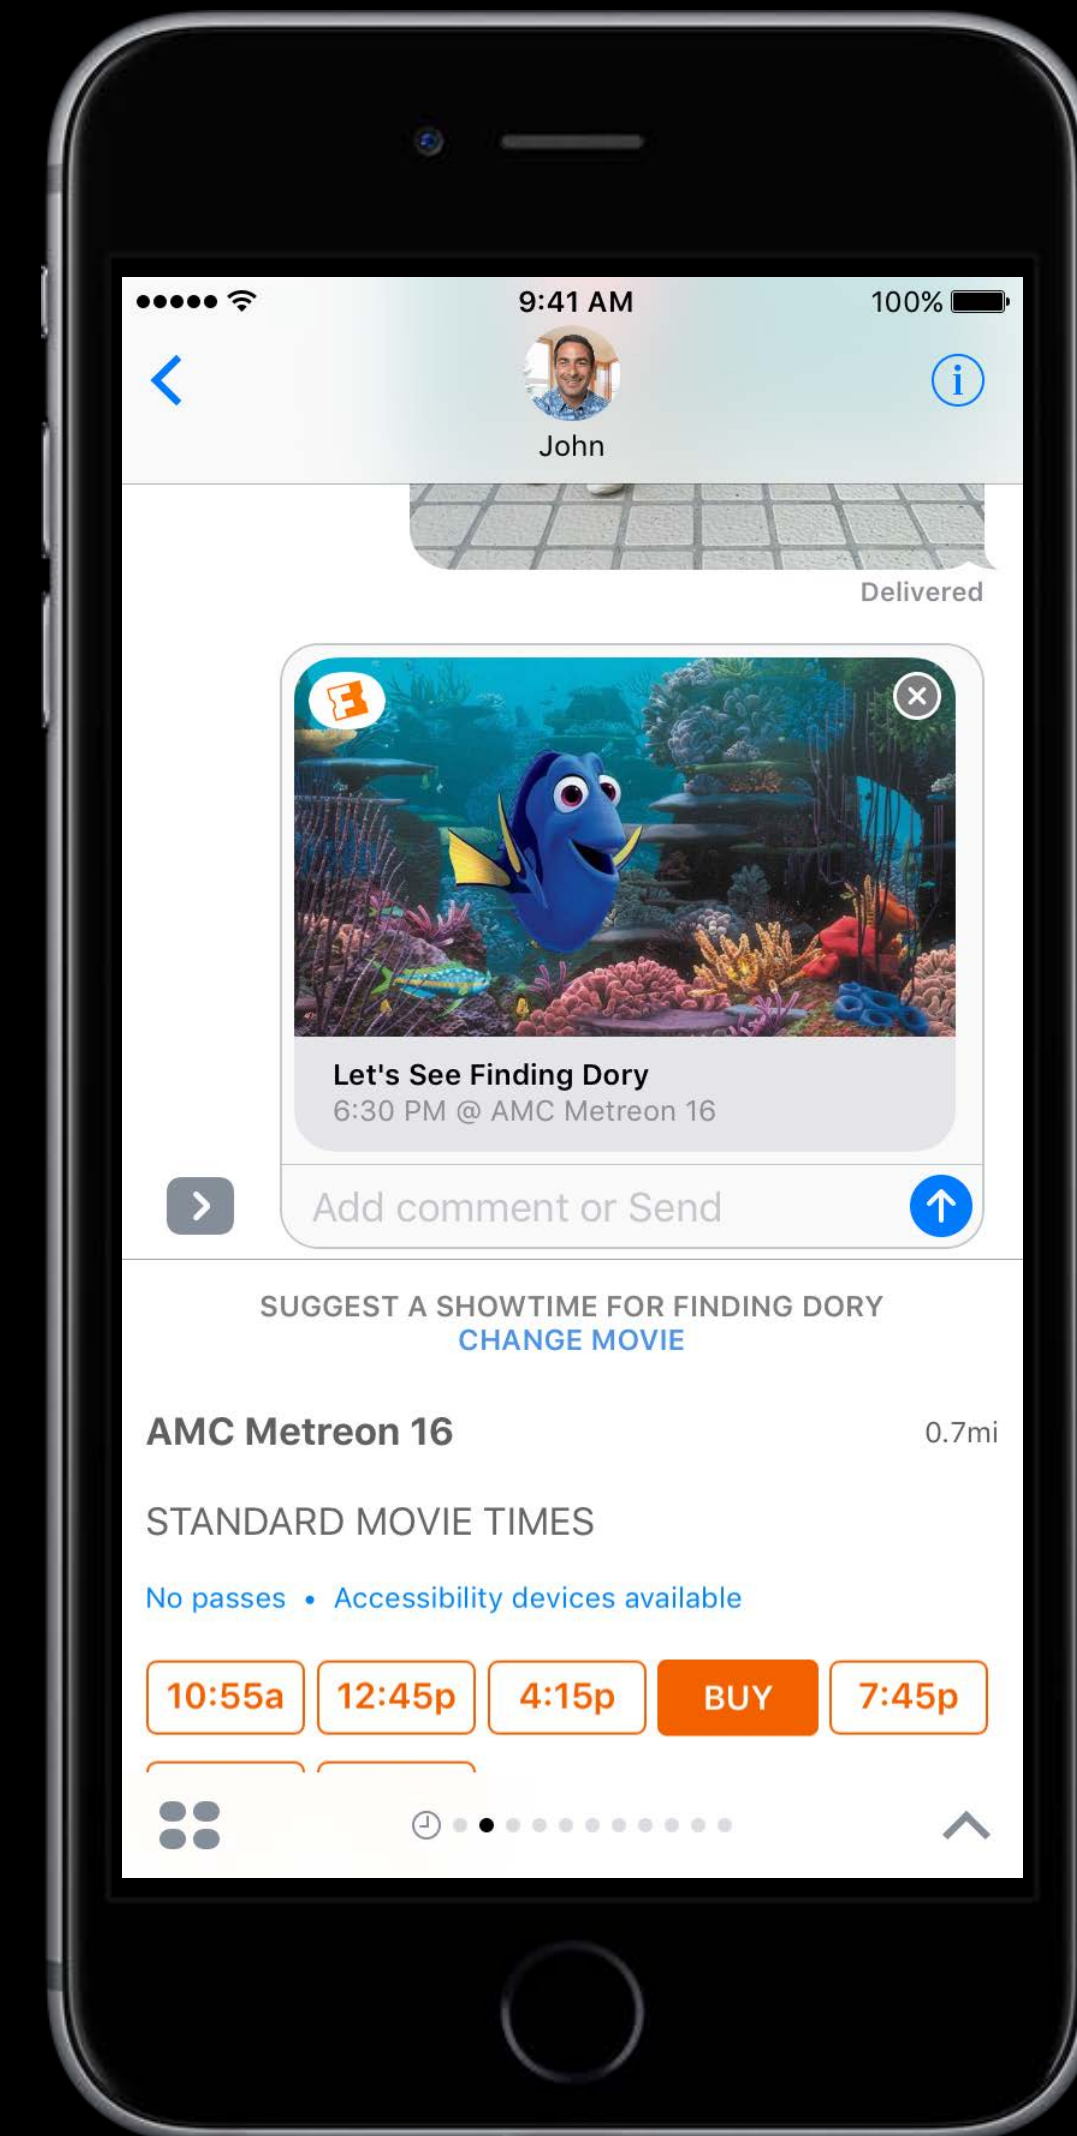 9:41 AM
100%
John
Delivered
Let's See Finding Dory
6:30 PM @ AMC Metreon 16
Add comment or Send
SUGGEST A SHOWTIME FOR FINDING DORY
CHANGE MOVIE
AMC Metreon 16
0.7mi
STANDARD MOVIE TIMES
No passes • Accessibility devices available
10:55a 12:45p 4:15p BUY 7:45p